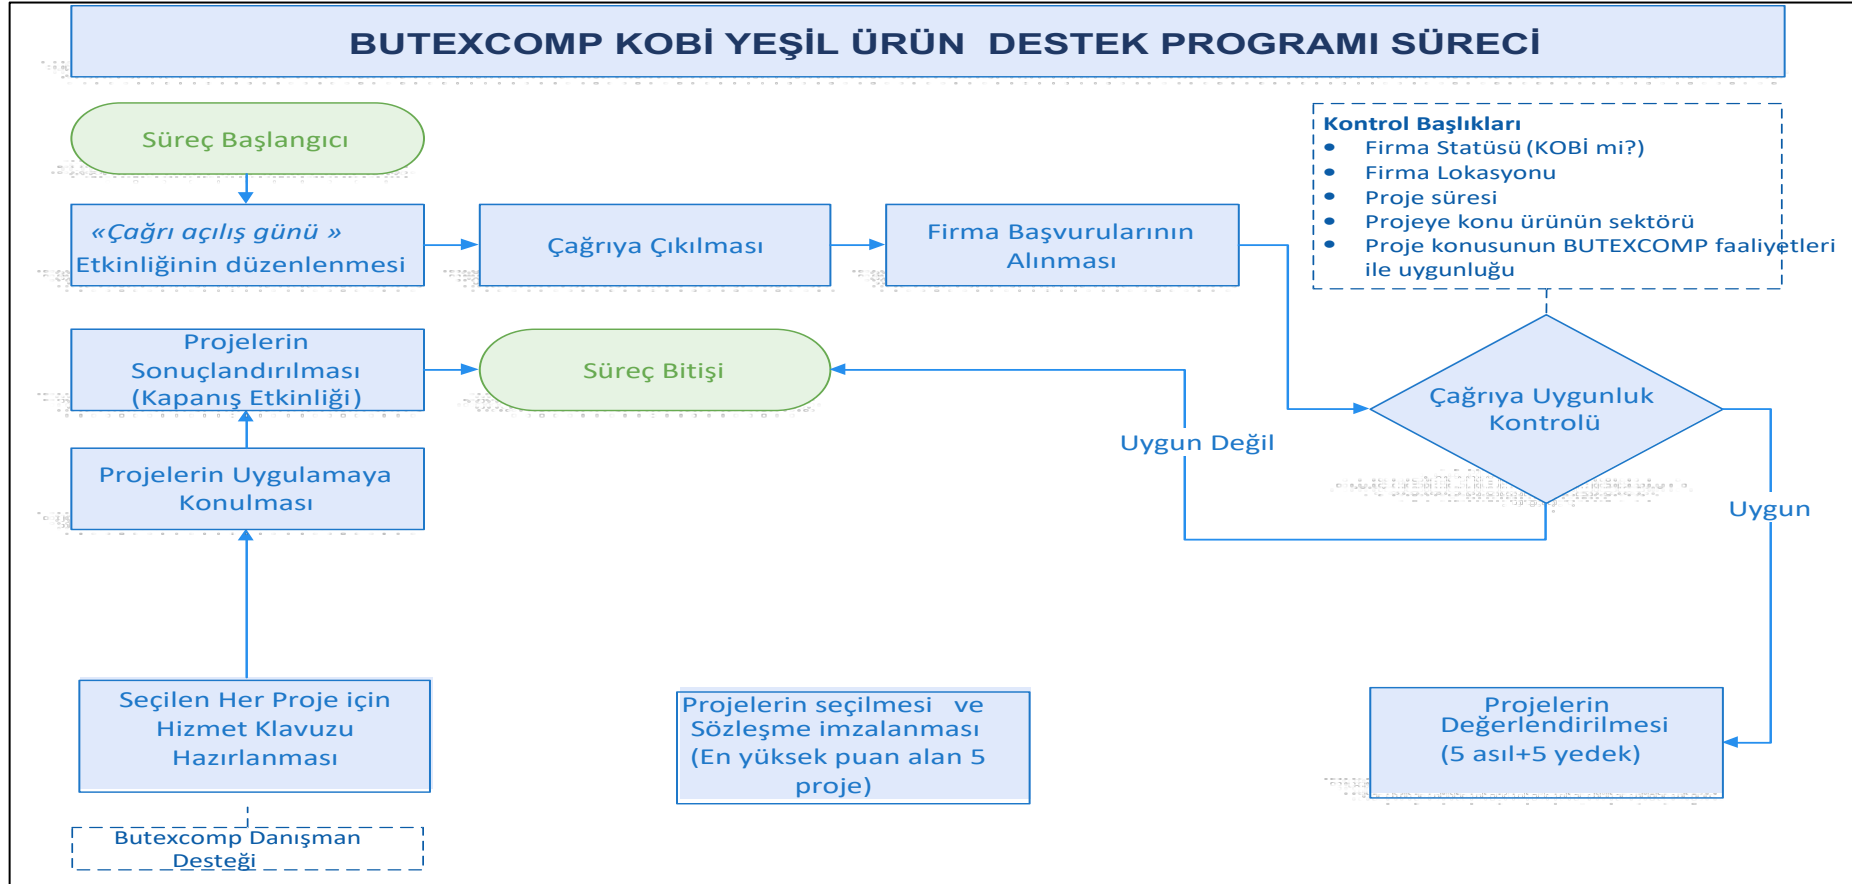 BUTEXCOMP KOBİ YEŞİL ÜRÜN DESTEK PROGRAMI SÜRECİ
Süreç Başlangıcı
«Çağrı açılış günü »
Etkinliğinin düzenlenmesi
Çağrıya Çıkılması
Firma Başvurularının
Alınması
Kontrol Başlıkları
• Firma Statüsü (KOBİ mi?)
• Firma Lokasyonu
• Proje süresi
• Projeye konu ürünün sektörü
• Proje konusunun BUTEXCOMP faaliyetleri
ile uygunluğu
Projelerin
Sonuçlandırılması
(Kapanış Etkinliği)
Süreç Bitişi
Çağrıya Uygunluk
Kontrolü
Uygun Değil
Uygun
Projelerin Uygulamaya
Konulması
Seçilen Her Proje için
Hizmet Klavuzu
Hazırlanması
Projelerin seçilmesi ve
Sözleşme imzalanması
(En yüksek puan alan 5
proje)
Projelerin
Değerlendirilmesi
(5 asıl+5 yedek)
Butexcomp Danışman
Desteği